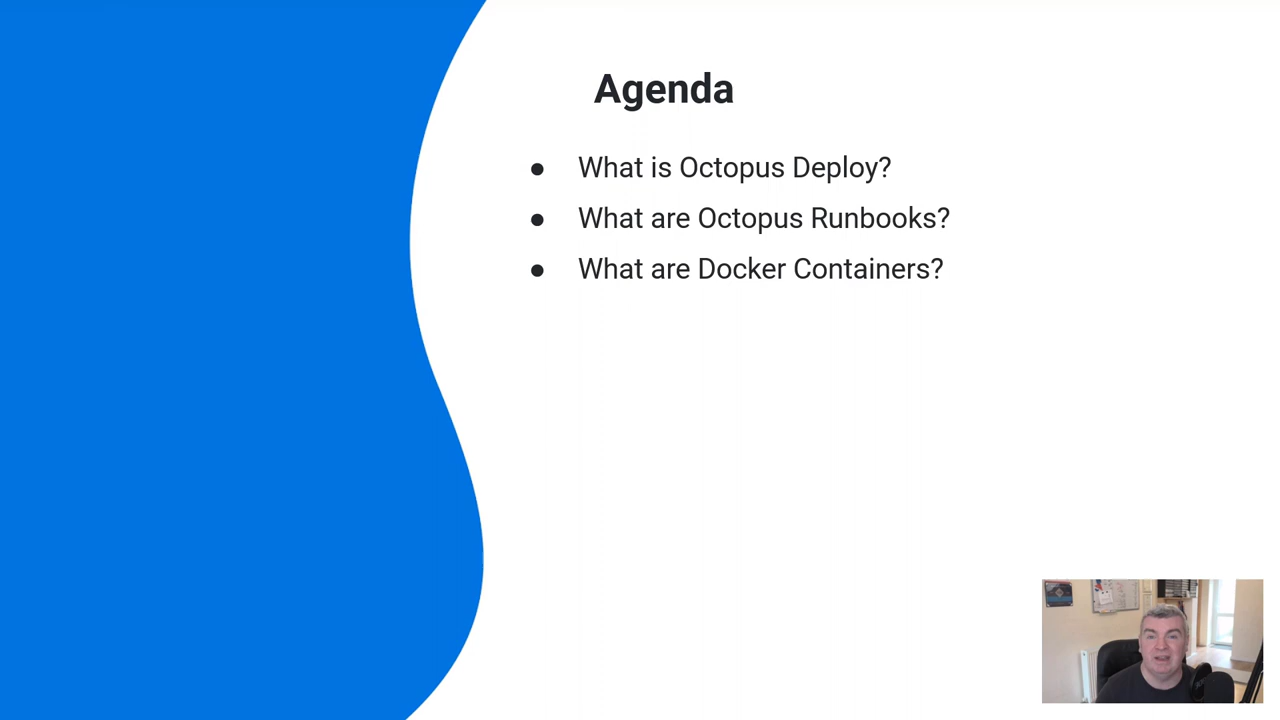 Agenda
● What is Octopus Deploy?
● What are Octopus Runbooks?
● What are Docker Containers?